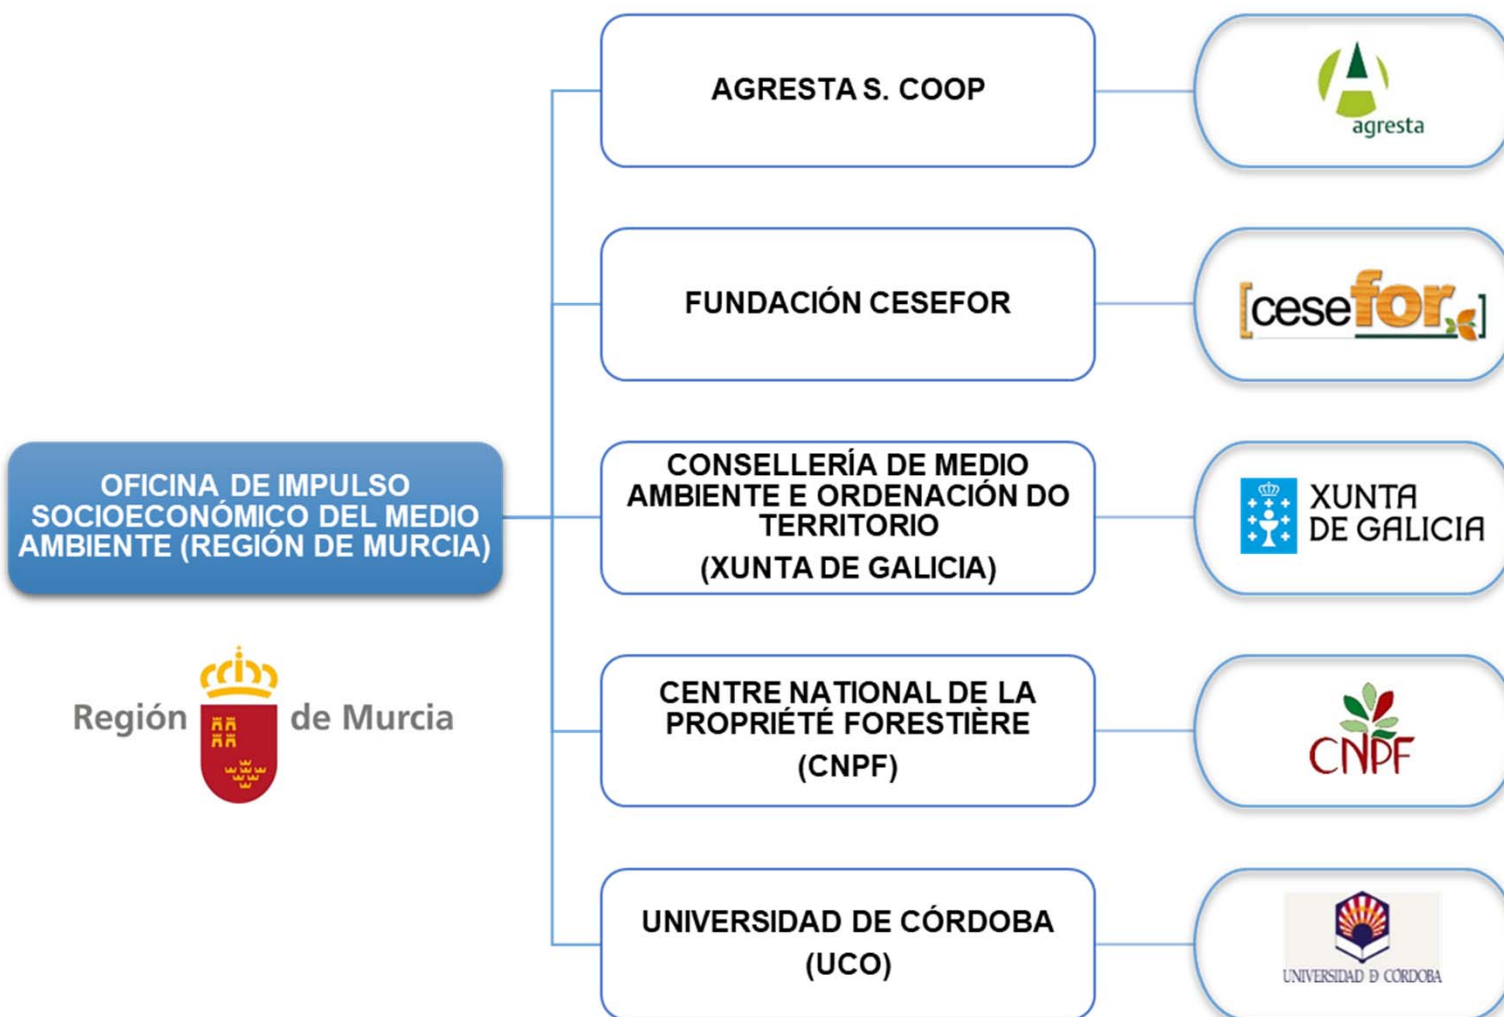 AGRESTA S. COOP
agresta
FUNDACIÓN CESEFOR
[cesefor]
OFICINA DE IMPULSO
SOCIOECONÓMICO DEL MEDIO
AMBIENTE (REGIÓN DE MURCIA)
CONSELLERÍA DE MEDIO
AMBIENTE E ORDENACIÓN DO
TERRITORIO
(XUNTA DE GALICIA)
XUNTA
DE GALICIA
Región de Murcia
CENTRE NATIONAL DE LA
PROPRIÉTÉ FORESTIÈRE
(CNPF)
CNPF
UNIVERSIDAD DE CÓRDOBA
(UCO)
UNIVERSIDAD Ð CORDOBA